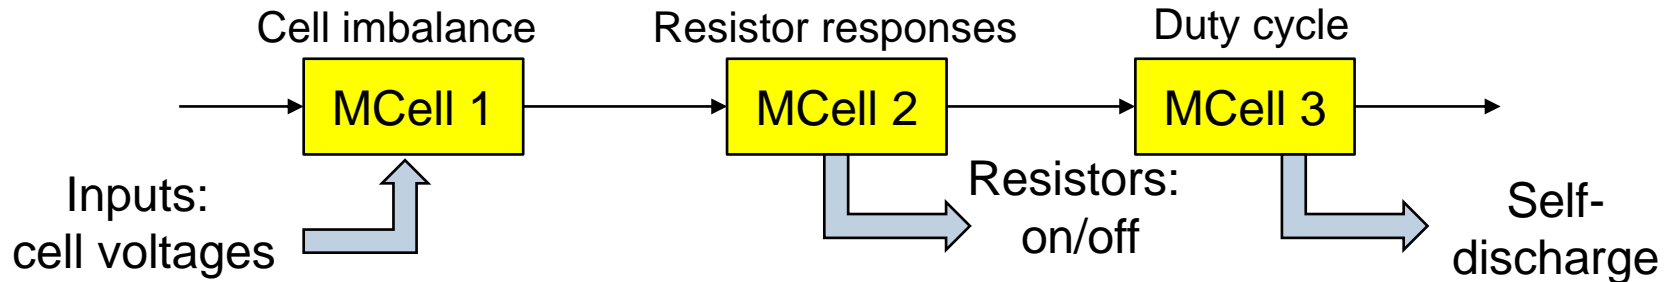 Cell imbalance
Resistor responses
Duty cycle
MCell 1
MCell 2
MCell 3
Inputs:
cell voltages
Resistors:
on/off
Self-
discharge